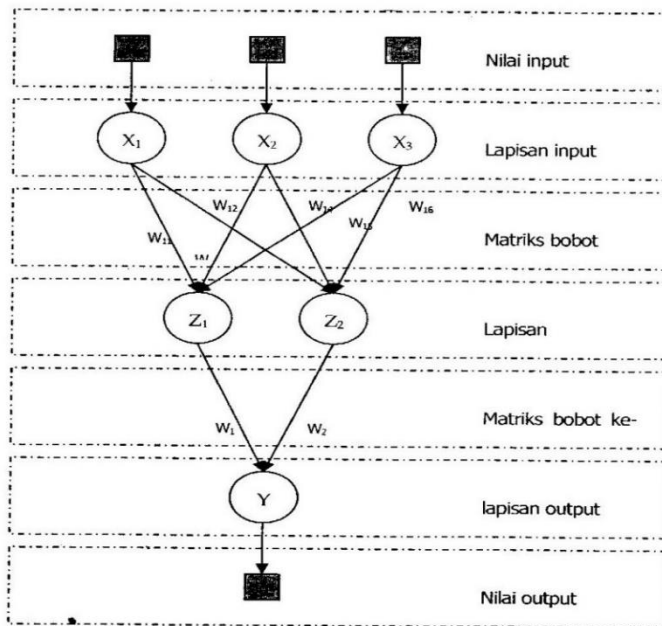 Nilai input
X₁ X₂ X₃
Lapisan input
W₁₂ W₁₄ W₁₆
W₁₅
W₁₁
Matriks bobot
Z₁ Z₂
Lapisan
W₁ W₂
Matriks bobot ke-
Y
lapisan output
Nilai output